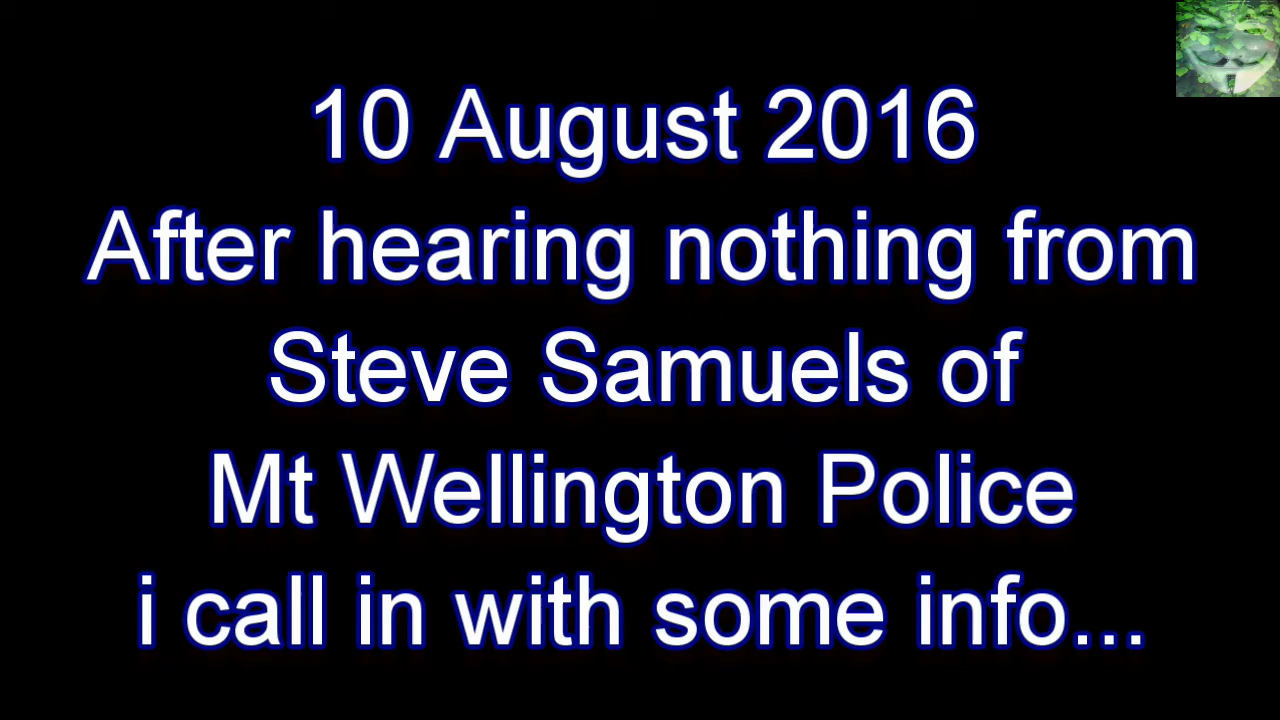 10 August 2016
After hearing nothing from
Steve Samuels of
Mt Wellington Police
i call in with some info...